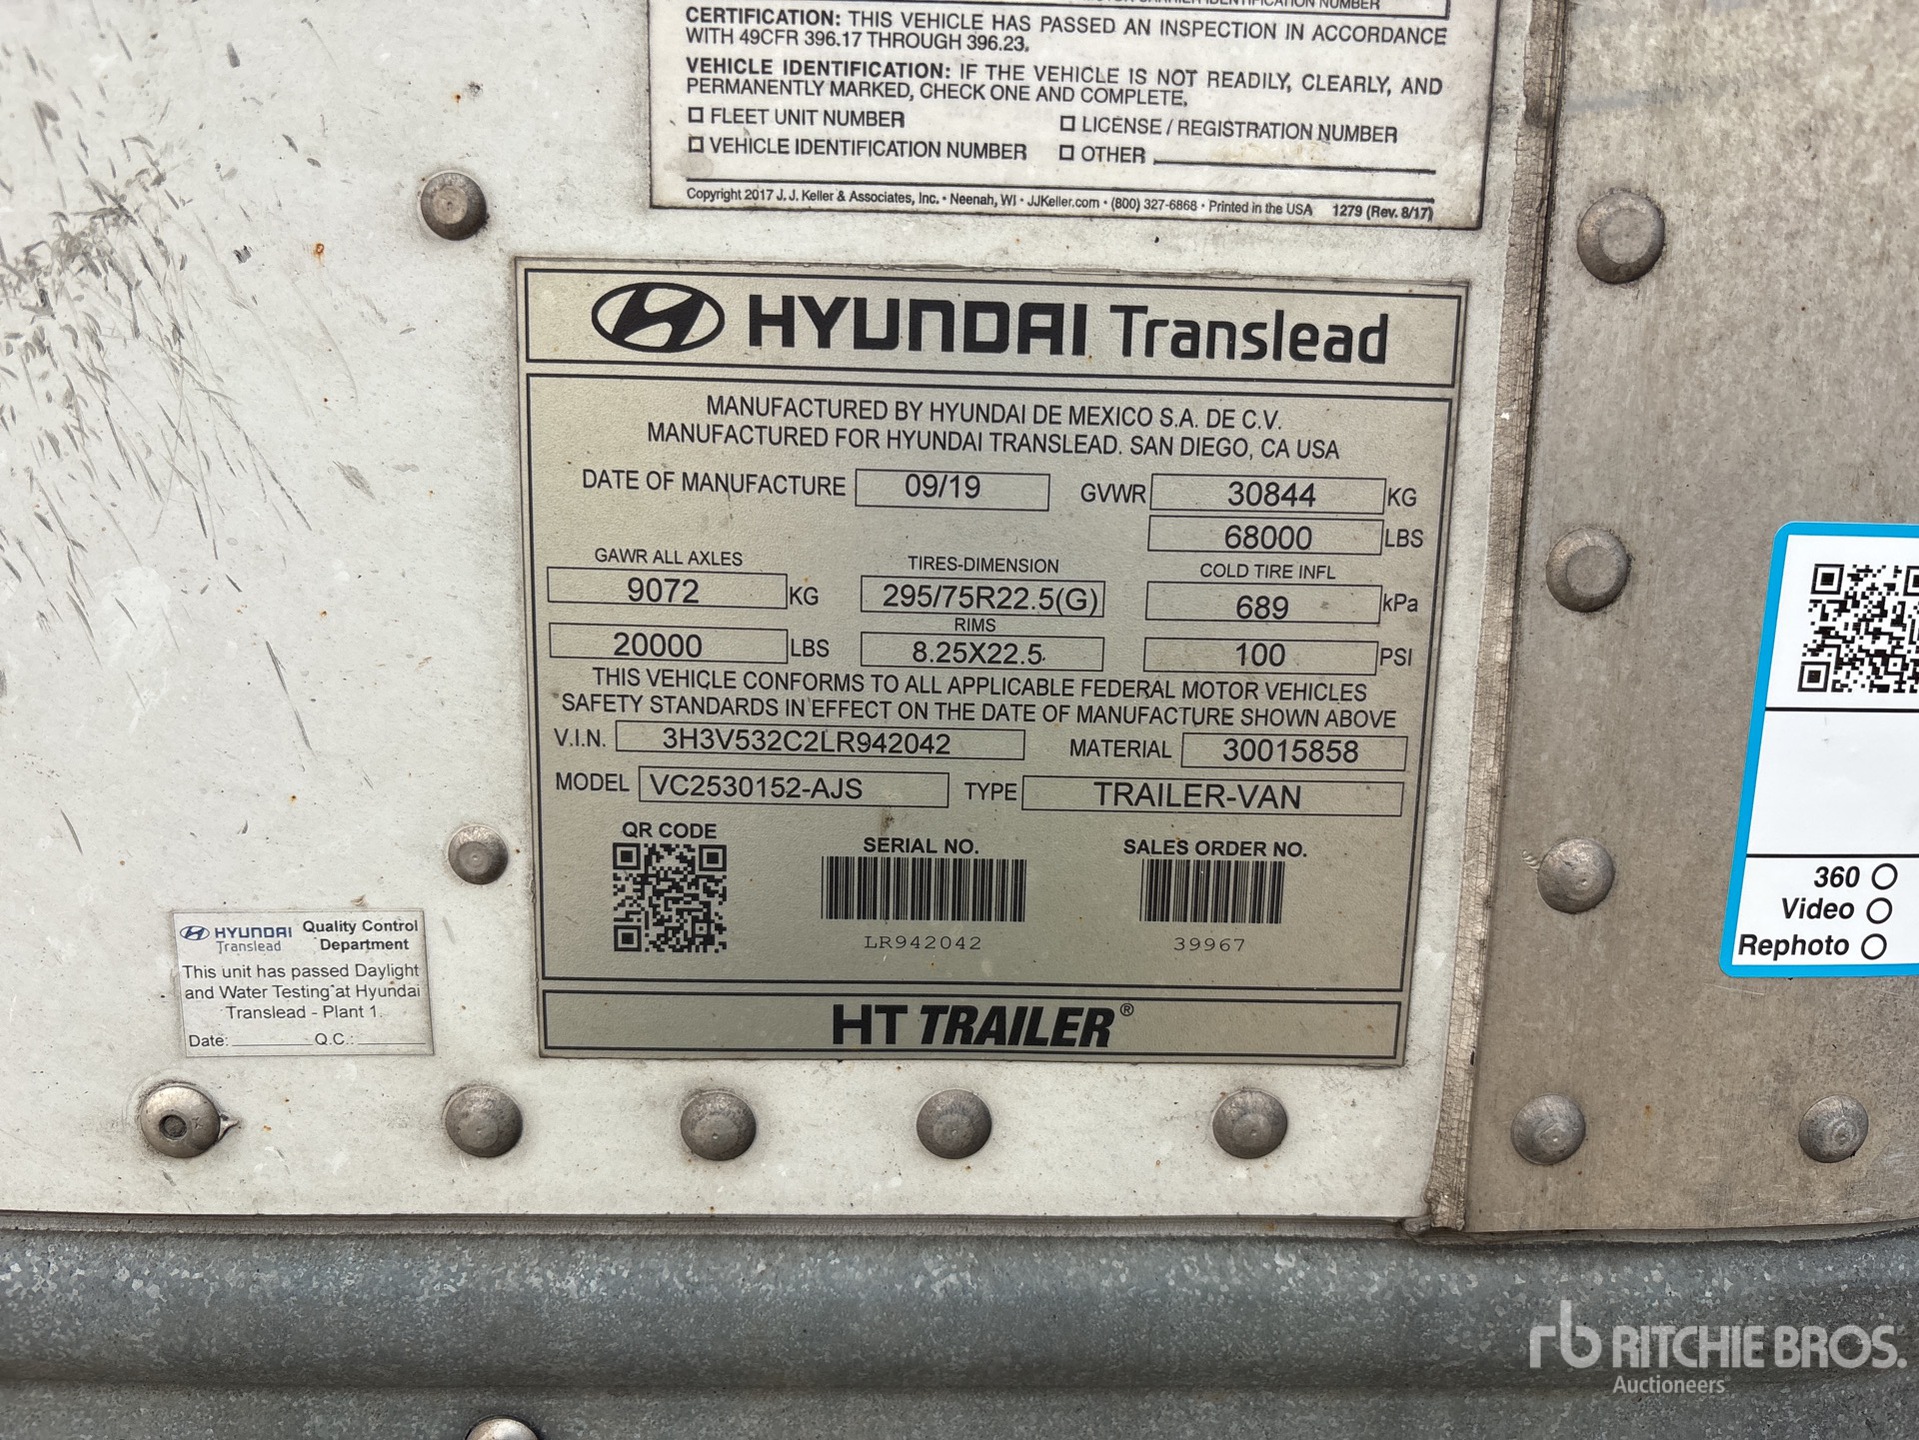 CERTIFICATION: THIS VEHICLE HAS PASSED AN INSPECTION IN ACCORDANCE
WITH 49CFR 396.17 THROUGH 396.23.
VEHICLE IDENTIFICATION: IF THE VEHICLE IS NOT READILY, CLEARLY, AND
PERMANENTLY MARKED, CHECK ONE AND COMPLETE.
☐ FLEET UNIT NUMBER ☐ LICENSE / REGISTRATION NUMBER
☐ VEHICLE IDENTIFICATION NUMBER ☐ OTHER
Copyright 2017 J. J. Keller & Associates, Inc. • Neenah, WI • JJKeller.com • (800) 327-6868 • Printed in the USA 1279 (Rev. 8/17)
HYUNDAI Translead
MANUFACTURED BY HYUNDAI DE MEXICO S.A. DE C.V.
MANUFACTURED FOR HYUNDAI TRANSLEAD. SAN DIEGO, CA USA
DATE OF MANUFACTURE 09/19 GVWR 30844 KG
68000 LBS
GAWR ALL AXLES TIRES-DIMENSION COLD TIRE INFL
9072 KG 295/75R22.5(G) 689 kPa
RIMS
20000 LBS 8.25X22.5 100 PSI
THIS VEHICLE CONFORMS TO ALL APPLICABLE FEDERAL MOTOR VEHICLES
SAFETY STANDARDS IN EFFECT ON THE DATE OF MANUFACTURE SHOWN ABOVE
V.I.N. 3H3V532C2LR942042 MATERIAL 30015858
MODEL VC2530152-AJS TYPE TRAILER-VAN
QR CODE SERIAL NO. SALES ORDER NO.
LR942042 39967
HT TRAILER®
HYUNDAI Translead Quality Control Department
This unit has passed Daylight
and Water Testing at Hyundai
Translead - Plant 1.
Date: Q.C.:
360
Video
Rephoto
rb RITCHIE BROS.
Auctioneers